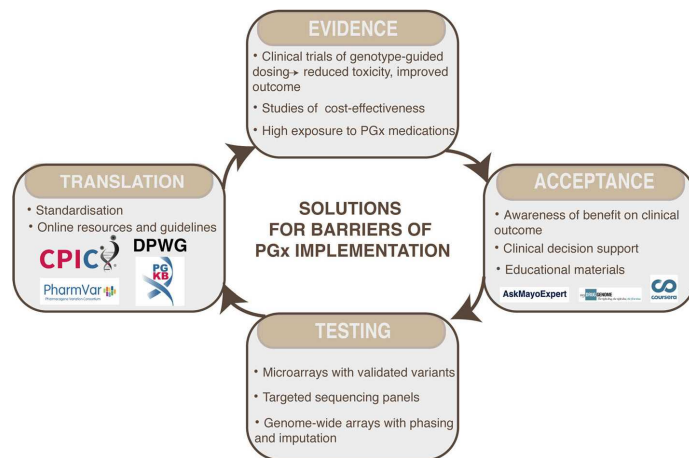 EVIDENCE
• Clinical trials of genotype-guided
dosing→ reduced toxicity, improved
outcome
• Studies of cost-effectiveness
• High exposure to PGx medications
TRANSLATION
• Standardisation
• Online resources and guidelines
CPIC
DPWG
PharmVar
PG
KB
SOLUTIONS
FOR BARRIERS OF
PGx IMPLEMENTATION
ACCEPTANCE
• Awareness of benefit on clinical
outcome
• Clinical decision support
• Educational materials
AskMayoExpert
GENOME
coursera
TESTING
• Microarrays with validated variants
• Targeted sequencing panels
• Genome-wide arrays with phasing
and imputation